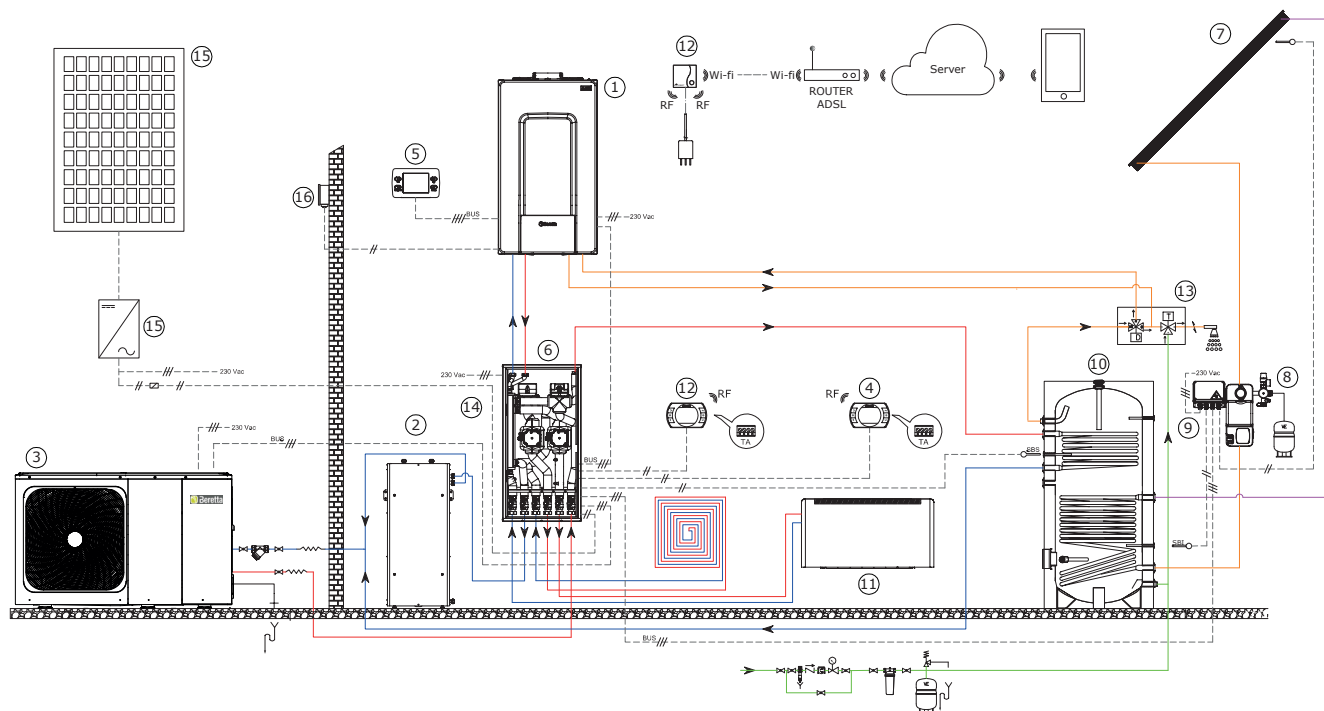 15
1
12
Wi-fi
Wi-fi
Server
7
RF
RF
ROUTER
ADSL
5
16
BUS
230 Vac
13
T
D
15
6
230 Vac
230 Vac
10
230 Vac
8
12
RF
RF
4
14
2
TA
TA
9
VE
230 Vac
BUS
3
BUS
SBS
Beretta
SBI
11
BUS
VE